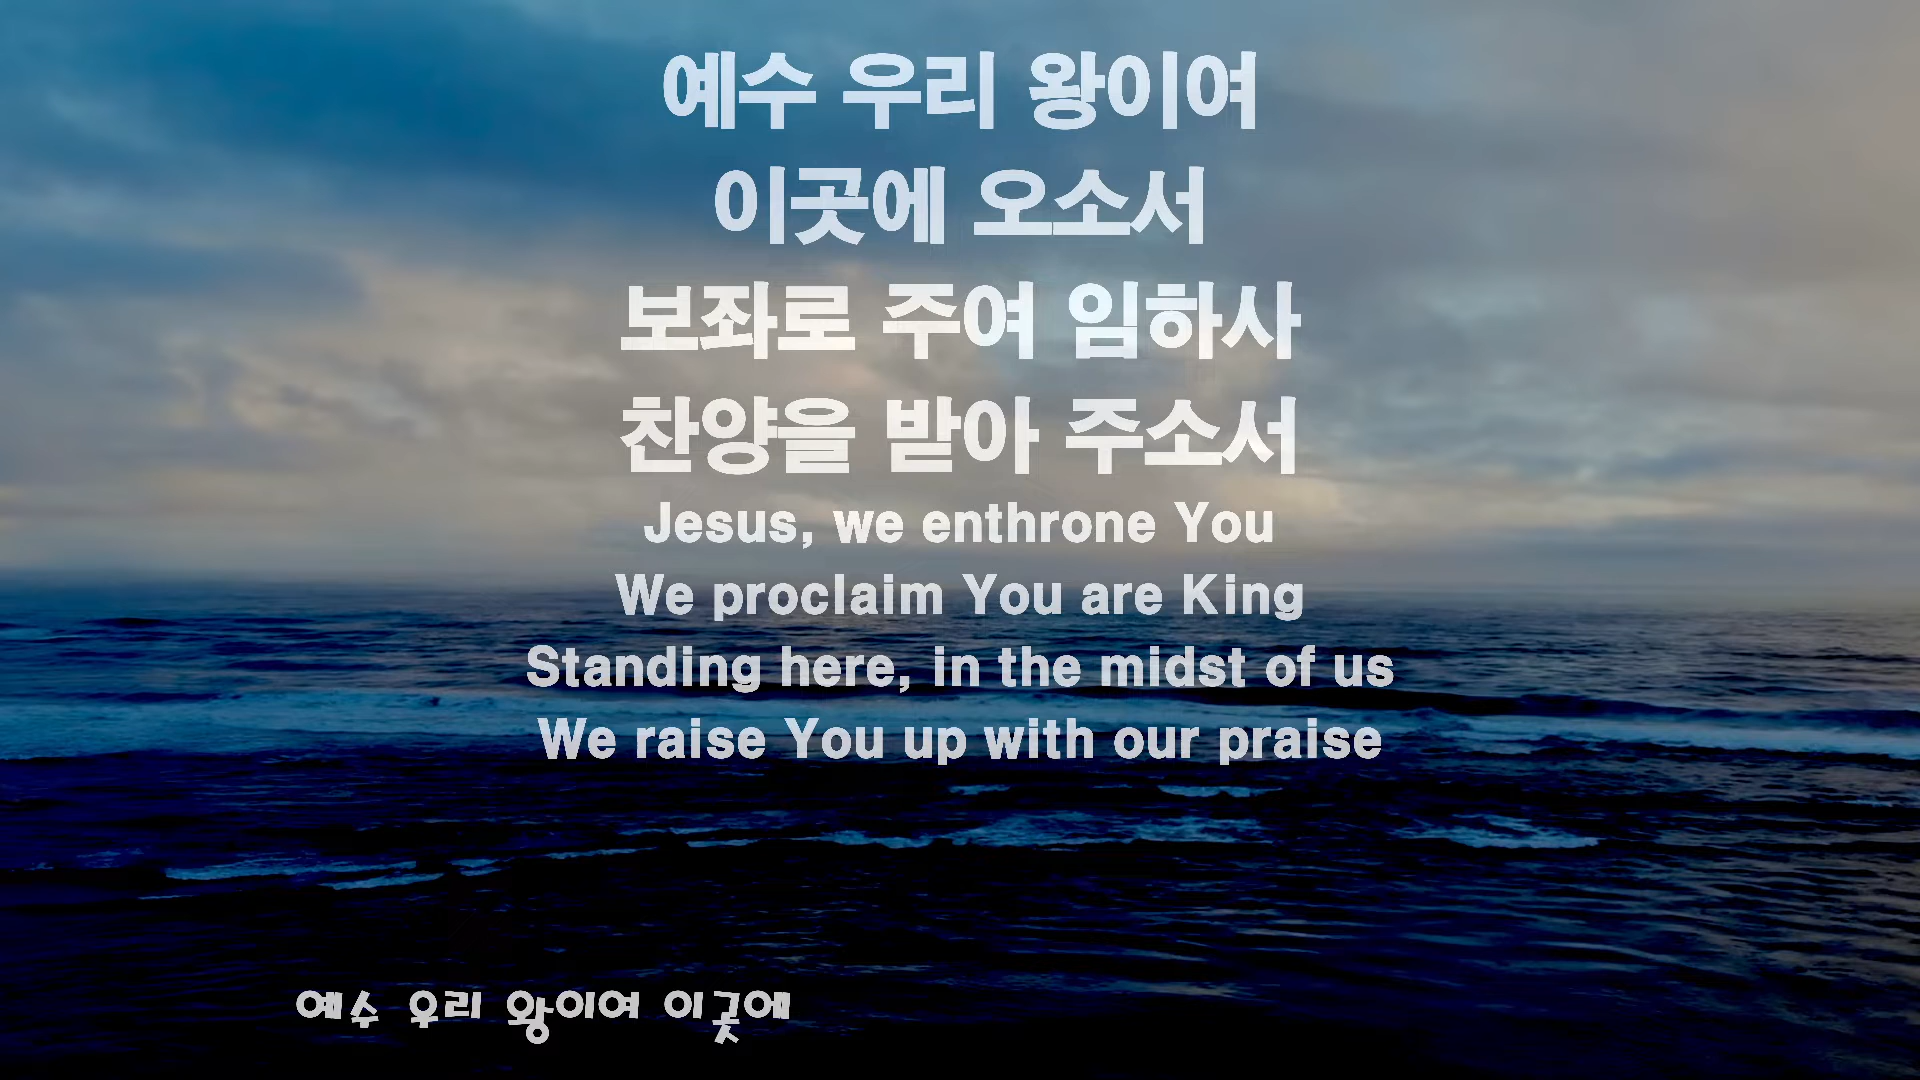 예수 우리 왕이여
이곳에 오소서
보좌로 주여 임하사
찬양을 받아 주소서
Jesus, we enthrone You
We proclaim You are King
Standing here, in the midst of us
We raise You up with our praise
예수 우리 왕이여 이곳에